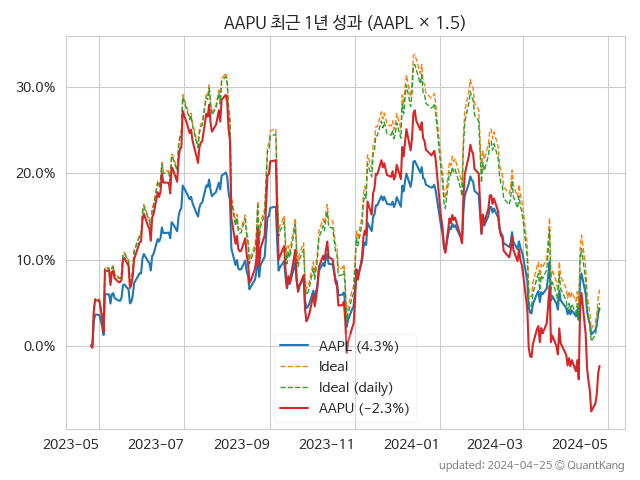 AAPU 최근 1년 성과 (AAPL × 1.5)
30.0%
20.0%
10.0%
0.0%
AAPL (4.3%)
Ideal
Ideal (daily)
AAPU (−2.3%)
2023-05 2023-07 2023-09 2023-11 2024-01 2024-03 2024-05
updated: 2024-04-25 © QuantKang